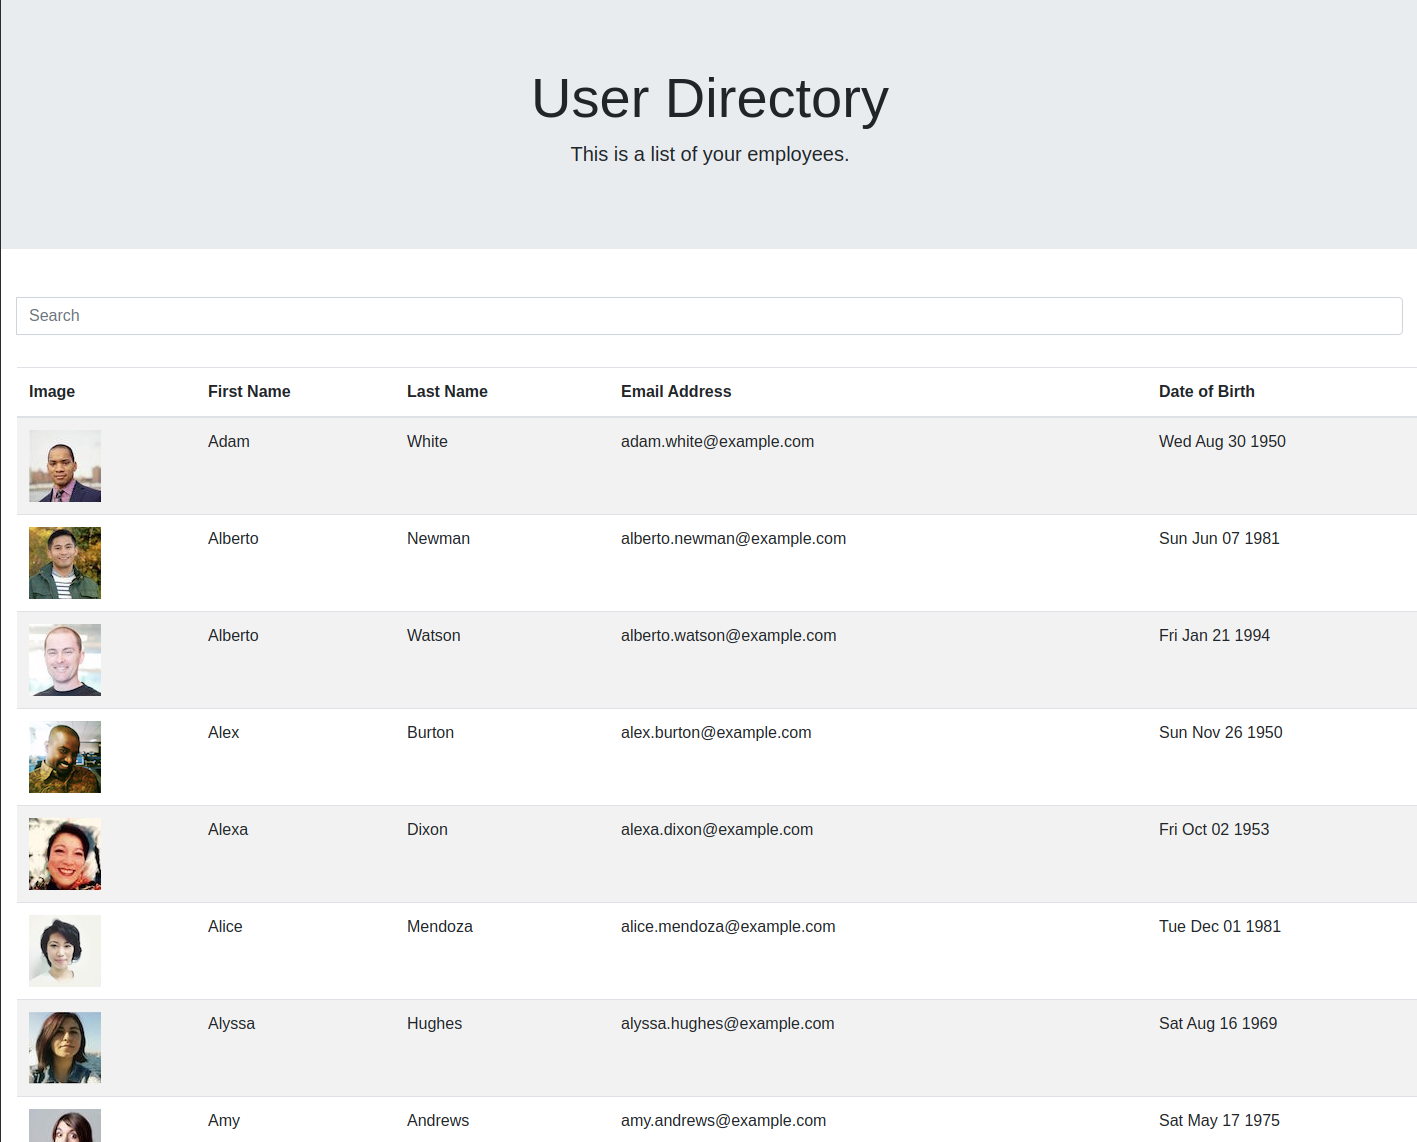 User Directory
This is a list of your employees.
Search
Image First Name Last Name Email Address Date of Birth
Adam White adam.white@example.com Wed Aug 30 1950
Alberto Newman alberto.newman@example.com Sun Jun 07 1981
Alberto Watson alberto.watson@example.com Fri Jan 21 1994
Alex Burton alex.burton@example.com Sun Nov 26 1950
Alexa Dixon alexa.dixon@example.com Fri Oct 02 1953
Alice Mendoza alice.mendoza@example.com Tue Dec 01 1981
Alyssa Hughes alyssa.hughes@example.com Sat Aug 16 1969
Amy Andrews amy.andrews@example.com Sat May 17 1975